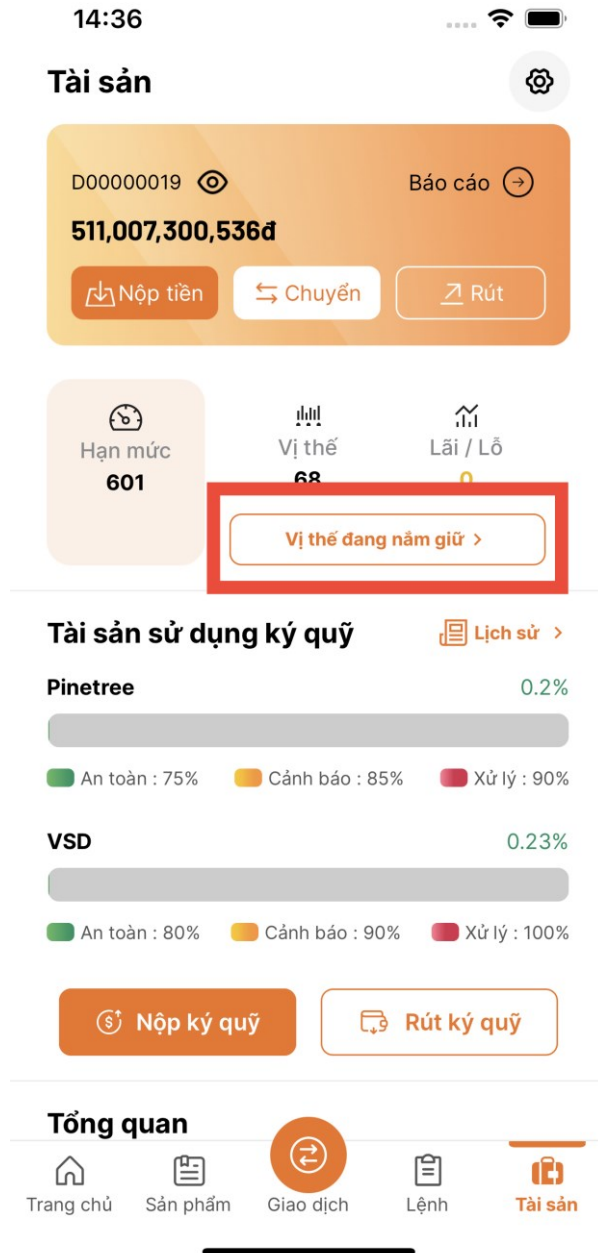 14:36
Tài sản
D00000019 Báo cáo
511,007,300,536đ
Nộp tiền Chuyển Rút
Hạn mức Vị thế Lãi / Lỗ
601 68 0
Vị thế đang nắm giữ >
Tài sản sử dụng ký quỹ Lịch sử >
Pinetree 0.2%
An toàn : 75% Cảnh báo : 85% Xử lý : 90%
VSD 0.23%
An toàn : 80% Cảnh báo : 90% Xử lý : 100%
Nộp ký quỹ Rút ký quỹ
Tổng quan
Trang chủ Sản phẩm Giao dịch Lệnh Tài sản